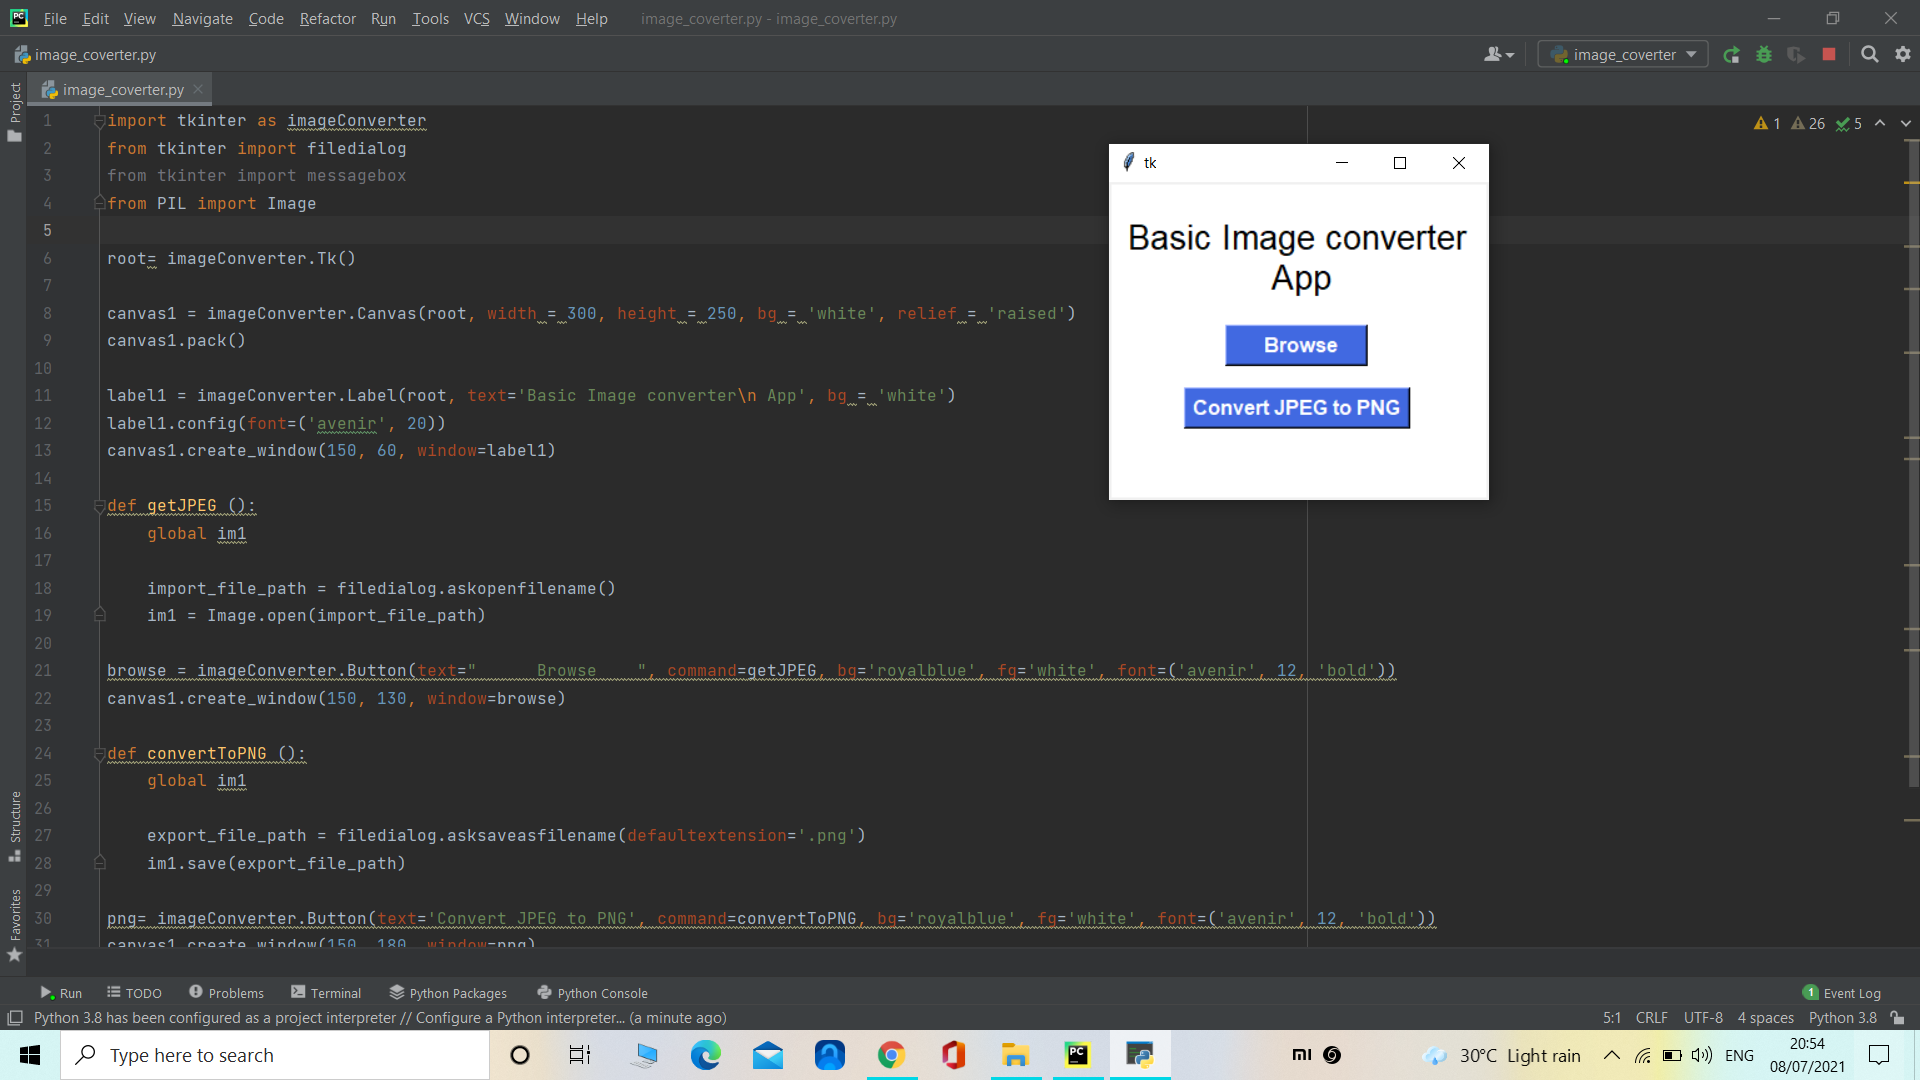 File Edit View Navigate Code Refactor Run Tools VCS Window Help image_coverter.py - image_coverter.py
image_coverter.py
image_coverter
Project
image_coverter.py
1 26 5
1 import tkinter as imageConverter
2 from tkinter import filedialog
3 from tkinter import messagebox
4 from PIL import Image
5
6 root= imageConverter.Tk()
7
8 canvas1 = imageConverter.Canvas(root, width = 300, height = 250, bg = 'white', relief = 'raised')
9 canvas1.pack()
10
11 label1 = imageConverter.Label(root, text='Basic Image converter\n App', bg = 'white')
12 label1.config(font=('avenir', 20))
13 canvas1.create_window(150, 60, window=label1)
14
15 def getJPEG ():
16     global im1
17
18     import_file_path = filedialog.askopenfilename()
19     im1 = Image.open(import_file_path)
20
21 browse = imageConverter.Button(text="      Browse    ", command=getJPEG, bg='royalblue', fg='white', font=('avenir', 12, 'bold'))
22 canvas1.create_window(150, 130, window=browse)
23
24 def convertToPNG ():
25     global im1
26
27     export_file_path = filedialog.asksaveasfilename(defaultextension='.png')
28     im1.save(export_file_path)
29
30 png= imageConverter.Button(text='Convert JPEG to PNG', command=convertToPNG, bg='royalblue', fg='white', font=('avenir', 12, 'bold'))
31 canvas1.create_window(150, 180, window=png)
tk
Basic Image converter
App
Browse
Convert JPEG to PNG
Structure
Favorites
Run TODO Problems Terminal Python Packages Python Console
1 Event Log
Python 3.8 has been configured as a project interpreter // Configure a Python interpreter... (a minute ago)
5:1 CRLF UTF-8 4 spaces Python 3.8
Type here to search
PC
30°C Light rain
ENG
20:54
08/07/2021